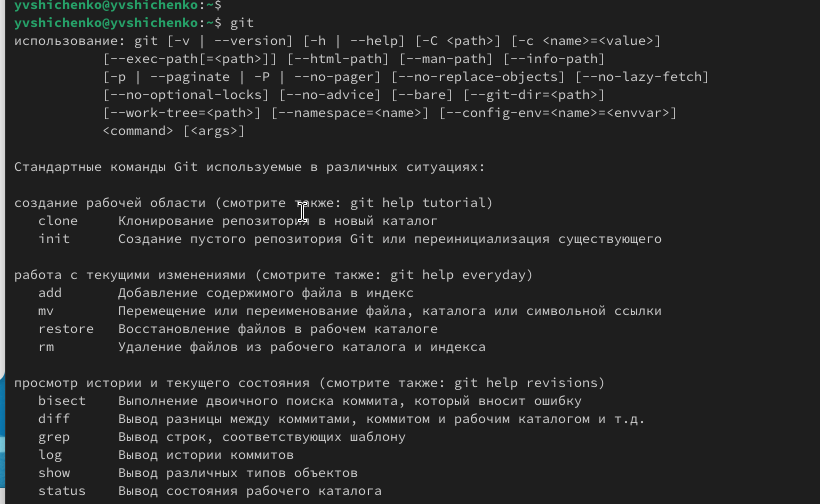 yvshichenko@yvshichenko:~$
yvshichenko@yvshichenko:~$ git
использование: git [-v | --version] [-h | --help] [-C <path>] [-c <name>=<value>]
           [--exec-path[=<path>]] [--html-path] [--man-path] [--info-path]
           [-p | --paginate | -P | --no-pager] [--no-replace-objects] [--no-lazy-fetch]
           [--no-optional-locks] [--no-advice] [--bare] [--git-dir=<path>]
           [--work-tree=<path>] [--namespace=<name>] [--config-env=<name>=<envvar>]
           <command> [<args>]

Стандартные команды Git используемые в различных ситуациях:

создание рабочей области (смотрите также: git help tutorial)
   clone     Клонирование репозитория в новый каталог
   init      Создание пустого репозитория Git или переинициализация существующего

работа с текущими изменениями (смотрите также: git help everyday)
   add       Добавление содержимого файла в индекс
   mv        Перемещение или переименование файла, каталога или символьной ссылки
   restore   Восстановление файлов в рабочем каталоге
   rm        Удаление файлов из рабочего каталога и индекса

просмотр истории и текущего состояния (смотрите также: git help revisions)
   bisect    Выполнение двоичного поиска коммита, который вносит ошибку
   diff      Вывод разницы между коммитами, коммитом и рабочим каталогом и т.д.
   grep      Вывод строк, соответствующих шаблону
   log       Вывод истории коммитов
   show      Вывод различных типов объектов
   status    Вывод состояния рабочего каталога